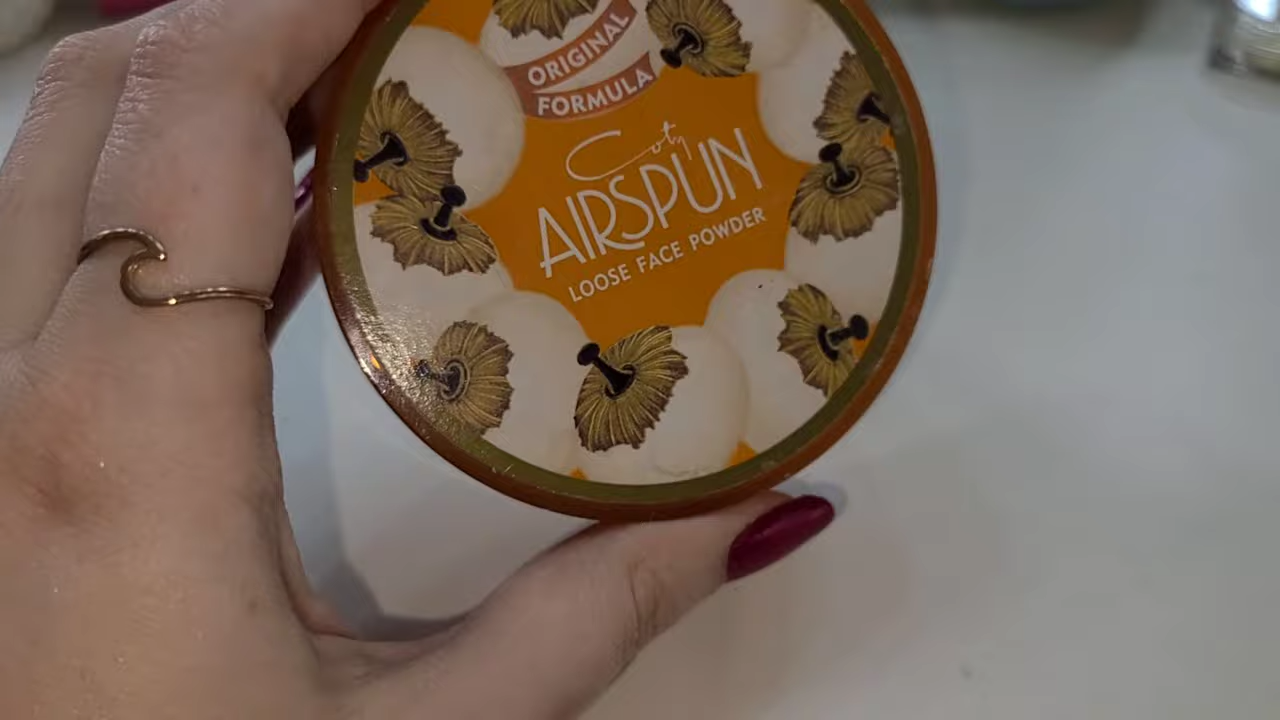 ORIGINAL
FORMULA
Coty
AIRSPUN
LOOSE FACE POWDER